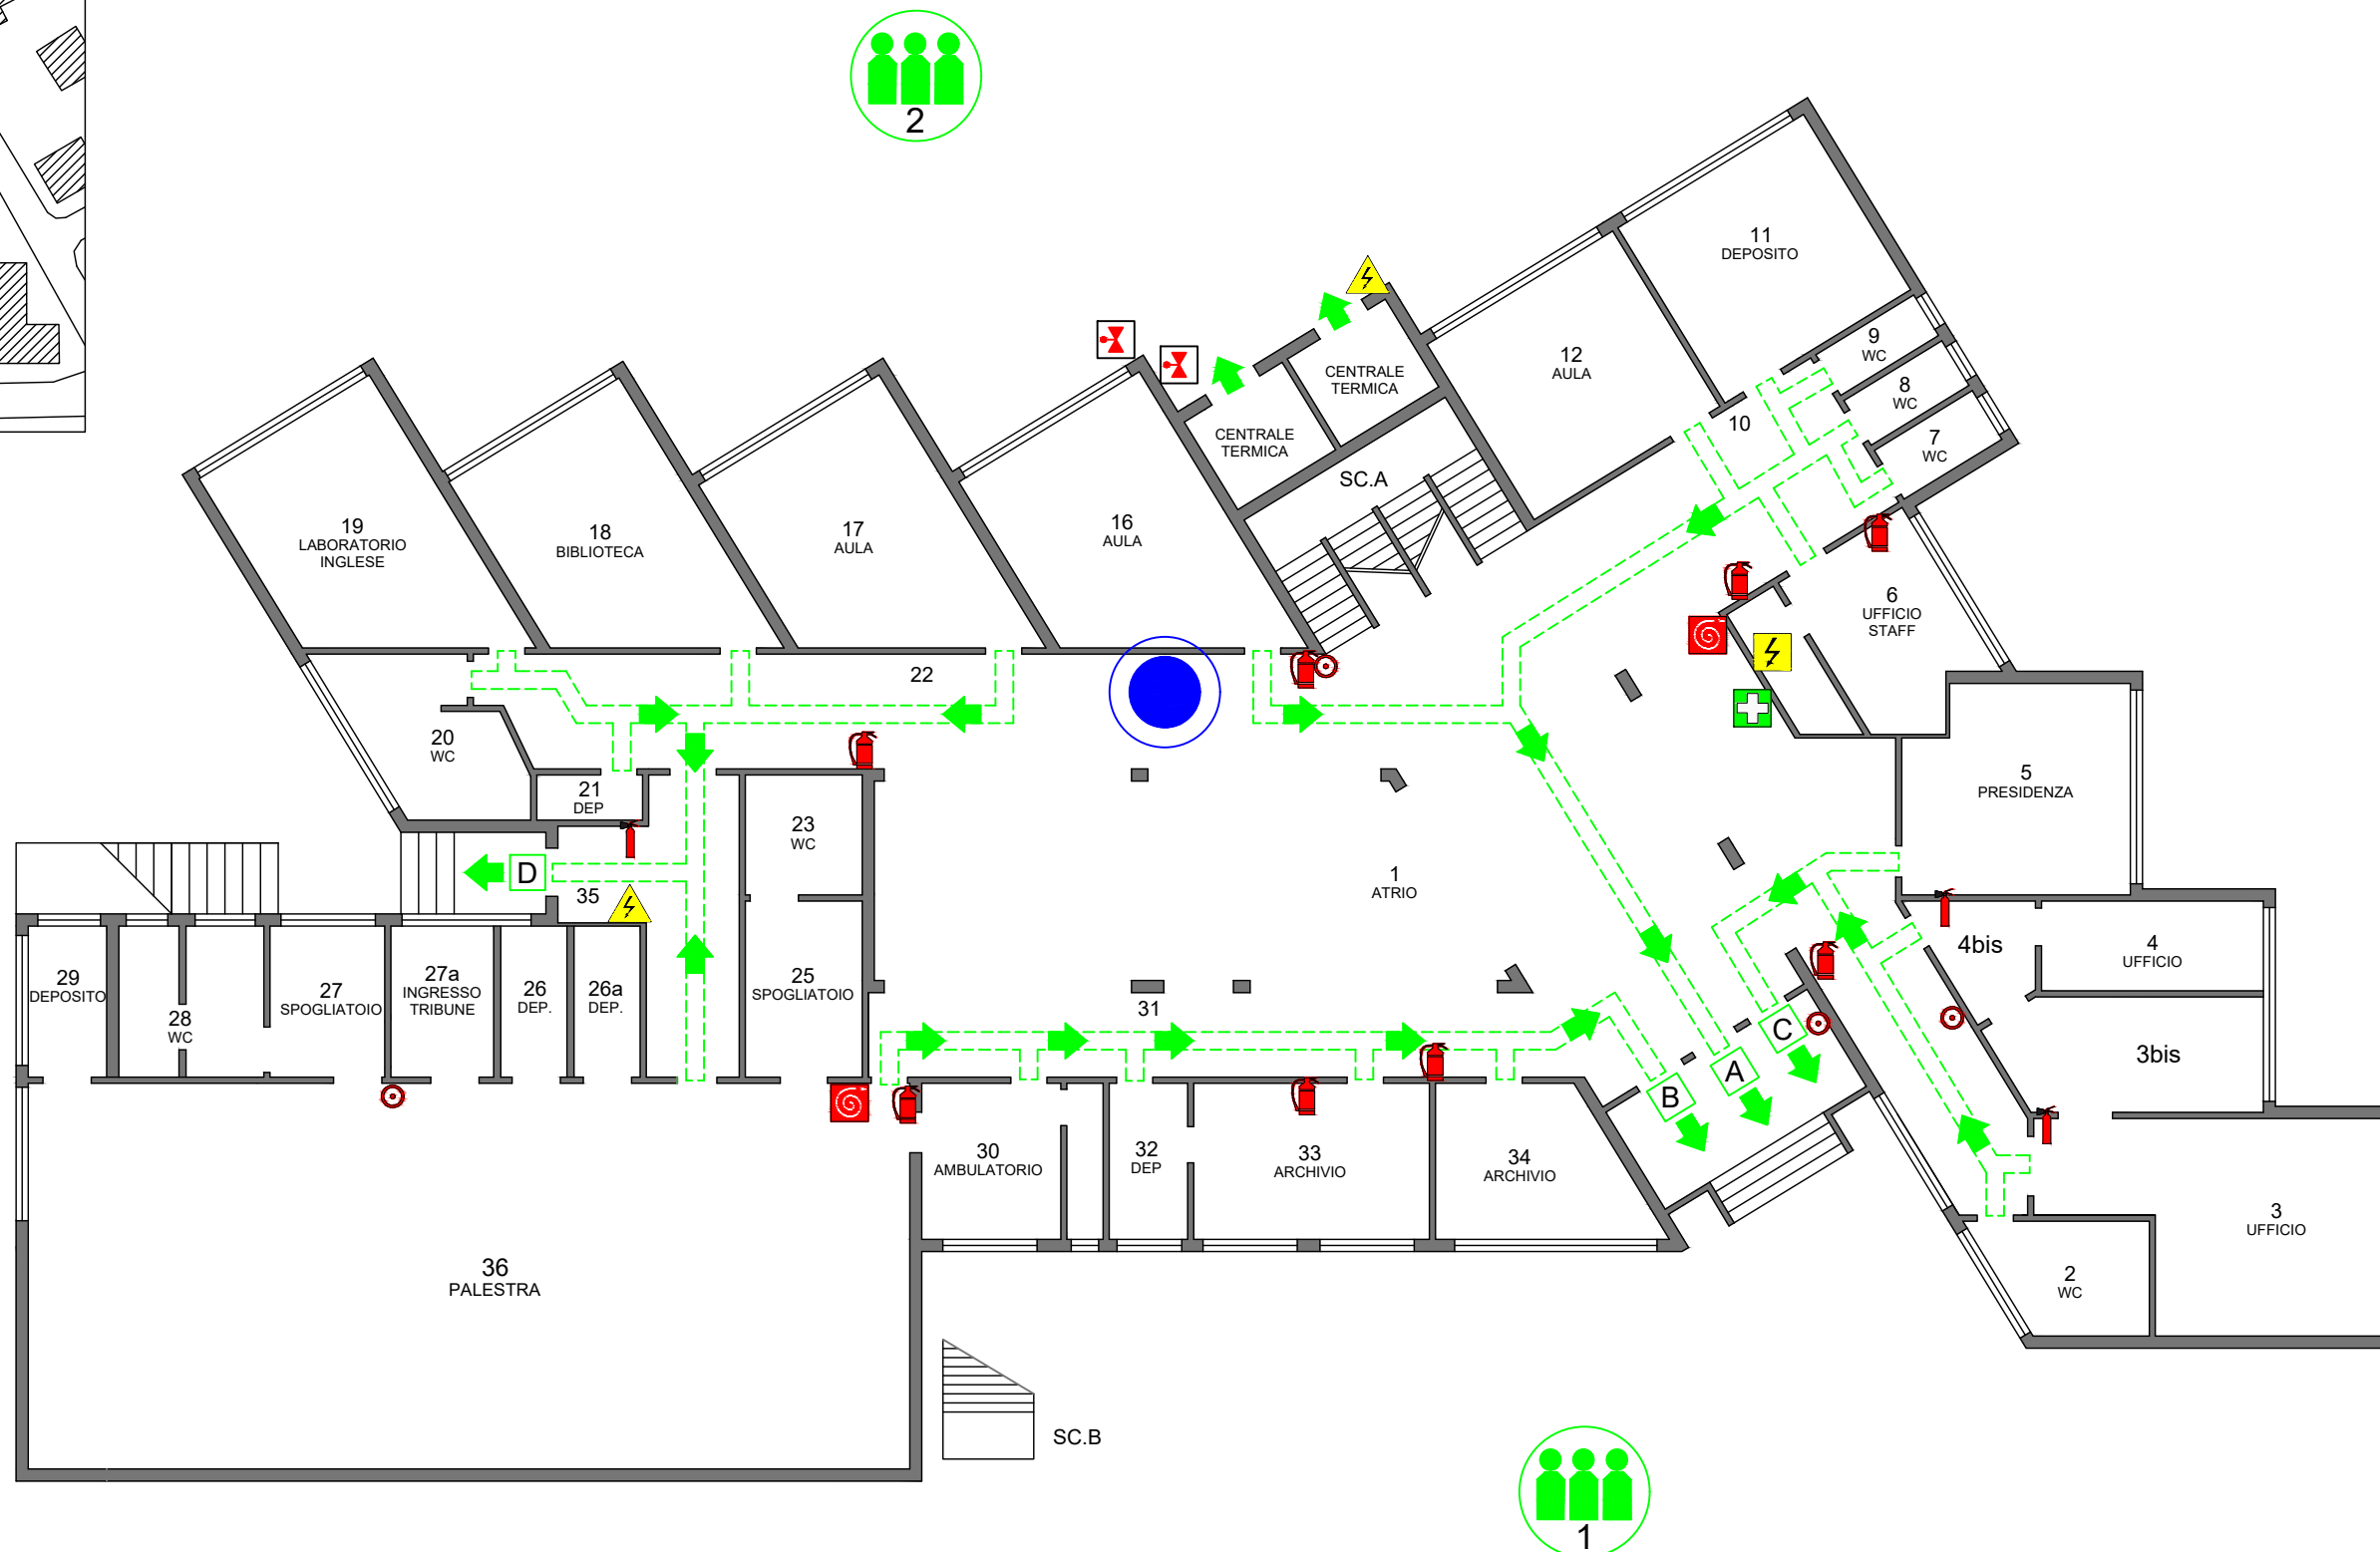 2
11
DEPOSITO
9
WC
12
AULA
8
WC
CENTRALE
TERMICA
10
7
WC
CENTRALE
TERMICA
SC.A
19
LABORATORIO
INGLESE
18
BIBLIOTECA
17
AULA
16
AULA
6
UFFICIO
STAFF
22
20
WC
21
DEP
5
PRESIDENZA
23
WC
1
ATRIO
D
35
4bis
4
UFFICIO
29
DEPOSITO
28
WC
27
SPOGLIATOIO
27a
INGRESSO
TRIBUNE
26
DEP.
26a
DEP.
25
SPOGLIATOIO
31
C
A
B
3bis
30
AMBULATORIO
32
DEP
33
ARCHIVIO
34
ARCHIVIO
3
UFFICIO
36
PALESTRA
2
WC
SC.B
1